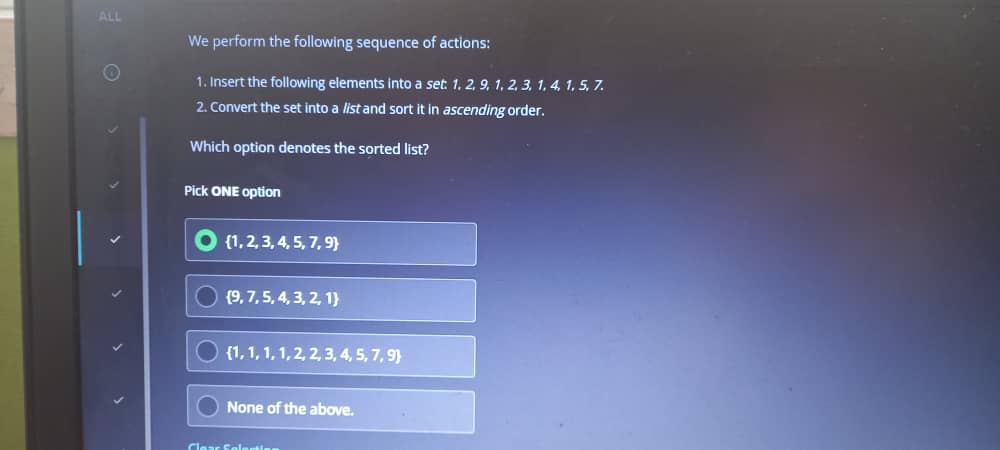 ALL
We perform the following sequence of actions:
1. Insert the following elements into a set: 1, 2, 9, 1, 2, 3, 1, 4, 1, 5, 7.
2. Convert the set into a list and sort it in ascending order.
Which option denotes the sorted list?
Pick ONE option
{1, 2, 3, 4, 5, 7, 9}
{9, 7, 5, 4, 3, 2, 1}
{1, 1, 1, 1, 2, 2, 3, 4, 5, 7, 9}
None of the above.
Clear Selection